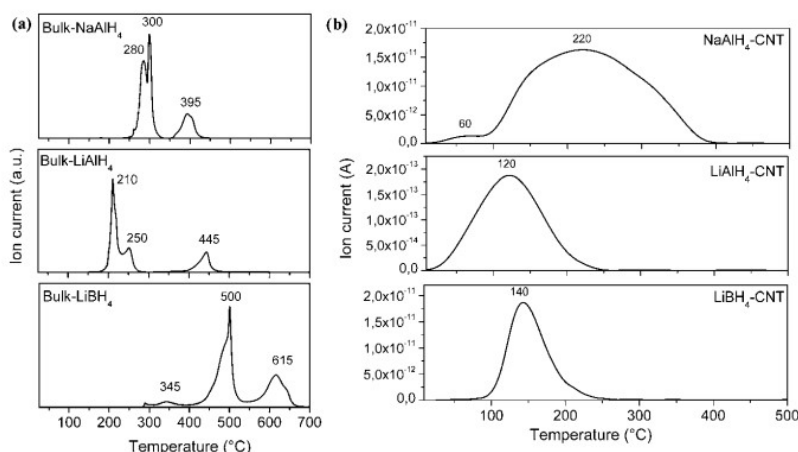 (a)
Bulk-NaAlH₄
280
300
395
Bulk-LiAlH₄
210
250
445
Bulk-LiBH₄
345
500
615
Ion current (a.u.)
100 200 300 400 500 600 700
Temperature (°C)
(b)
NaAlH₄-CNT
2,0x10⁻¹¹
1,5x10⁻¹¹
1,0x10⁻¹¹
5,0x10⁻¹²
0,0
60
220
LiAlH₄-CNT
2,0x10⁻¹³
1,5x10⁻¹³
1,0x10⁻¹³
5,0x10⁻¹⁴
0,0
120
LiBH₄-CNT
2,0x10⁻¹¹
1,5x10⁻¹¹
1,0x10⁻¹¹
5,0x10⁻¹²
0,0
140
Ion current (A)
100 200 300 400 500
Temperature (°C)